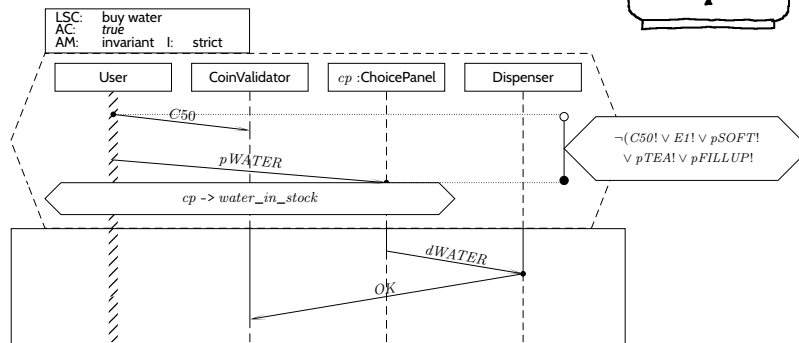 LSC: buy water
AC: true
AM: invariant I: strict
User CoinValidator cp :ChoicePanel Dispenser
C50
¬(C50! ∨ E1! ∨ pSOFT!
∨ pTEA! ∨ pFILLUP!
pWATER
cp -> water_in_stock
dWATER
OK